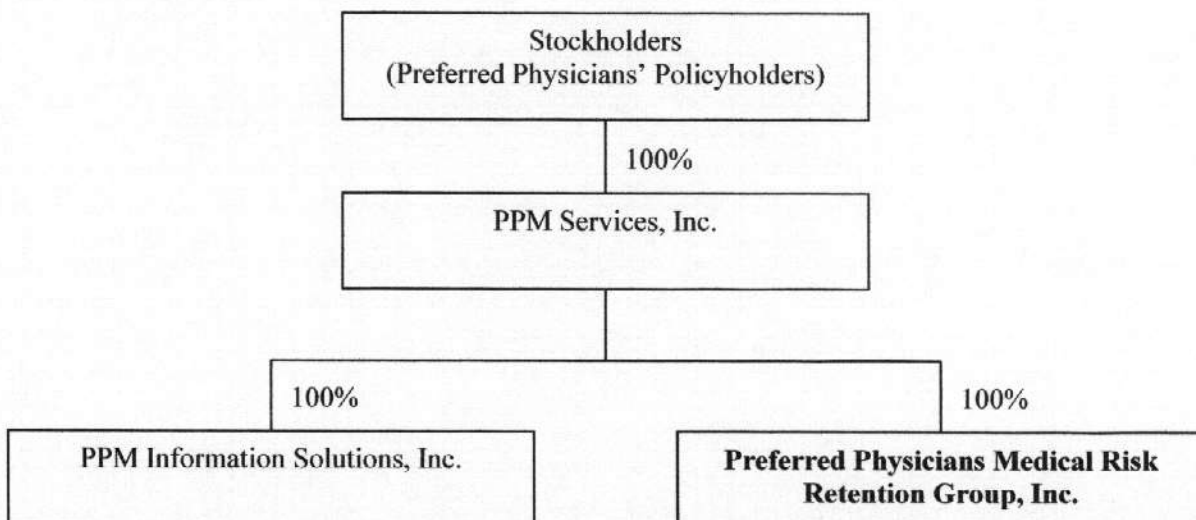 Stockholders
(Preferred Physicians' Policyholders)
100%
PPM Services, Inc.
100%
100%
PPM Information Solutions, Inc.
Preferred Physicians Medical Risk
Retention Group, Inc.